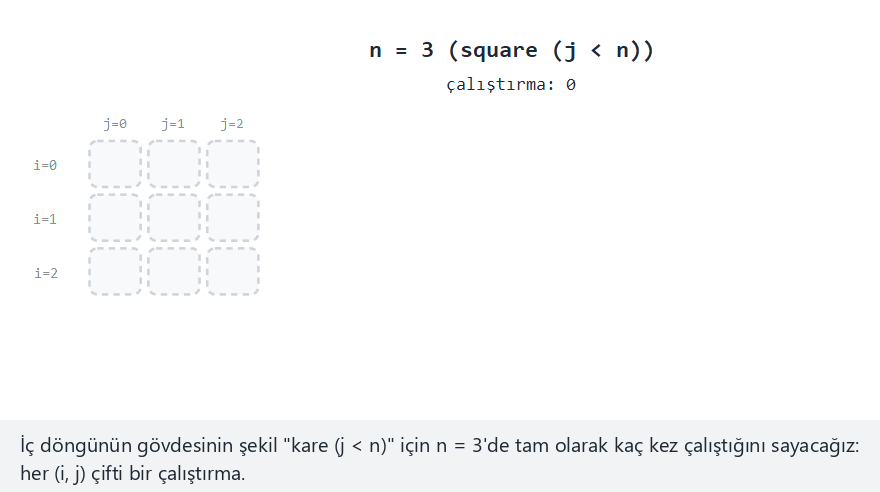 n = 3 (square (j < n))
çalıştırma: 0
j=0 j=1 j=2
i=0
i=1
i=2
İç döngünün gövdesinin şekil "kare (j < n)" için n = 3'de tam olarak kaç kez çalıştığını sayacağız:
her (i, j) çifti bir çalıştırma.